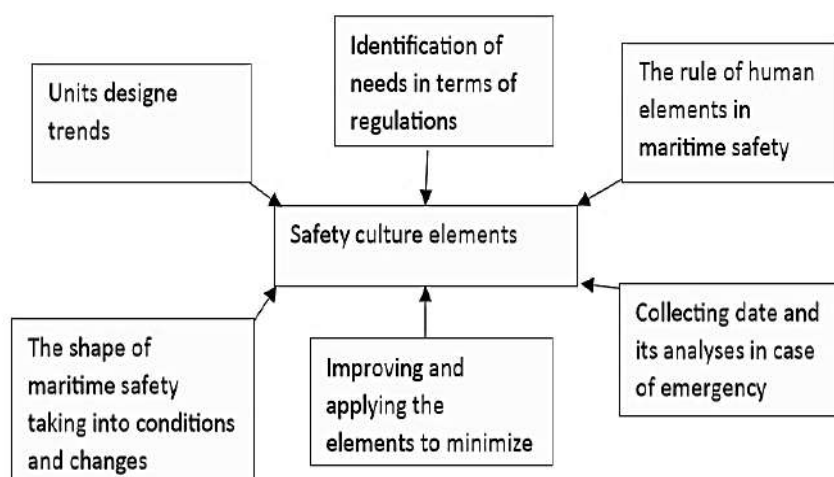 Units designe
trends
Identification of
needs in terms of
regulations
The rule of human
elements in
maritime safety
Safety culture elements
The shape of
maritime safety
taking into conditions
and changes
Improving and
applying the
elements to minimize
Collecting date and
its analyses in case
of emergency